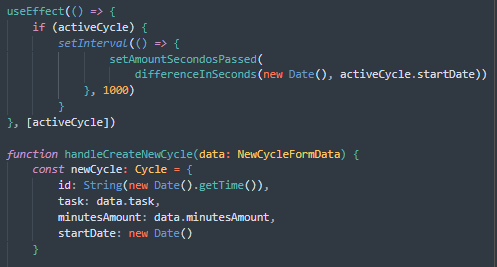 useEffect(() => {
    if (activeCycle) {
        setInterval(() => {
                setAmountSecondosPassed(
                    differenceInSeconds(new Date(), activeCycle.startDate))
            }, 1000)
        }
}, [activeCycle])

function handleCreateNewCycle(data: NewCycleFormData) {
    const newCycle: Cycle = {
        id: String(new Date().getTime()),
        task: data.task,
        minutesAmount: data.minutesAmount,
        startDate: new Date()
    }